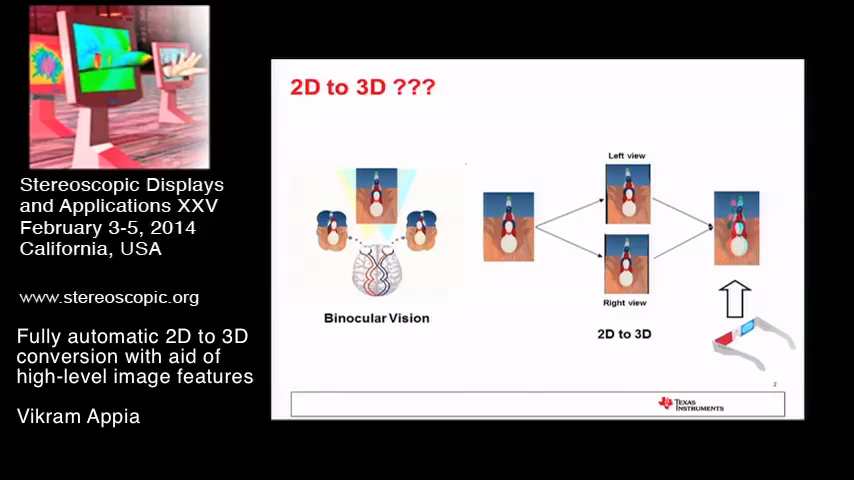 Stereoscopic Displays
and Applications XXV
February 3-5, 2014
California, USA
www.stereoscopic.org
Fully automatic 2D to 3D
conversion with aid of
high-level image features
Vikram Appia
2D to 3D ???
Left view
Right view
Binocular Vision
2D to 3D
2
TEXAS
INSTRUMENTS